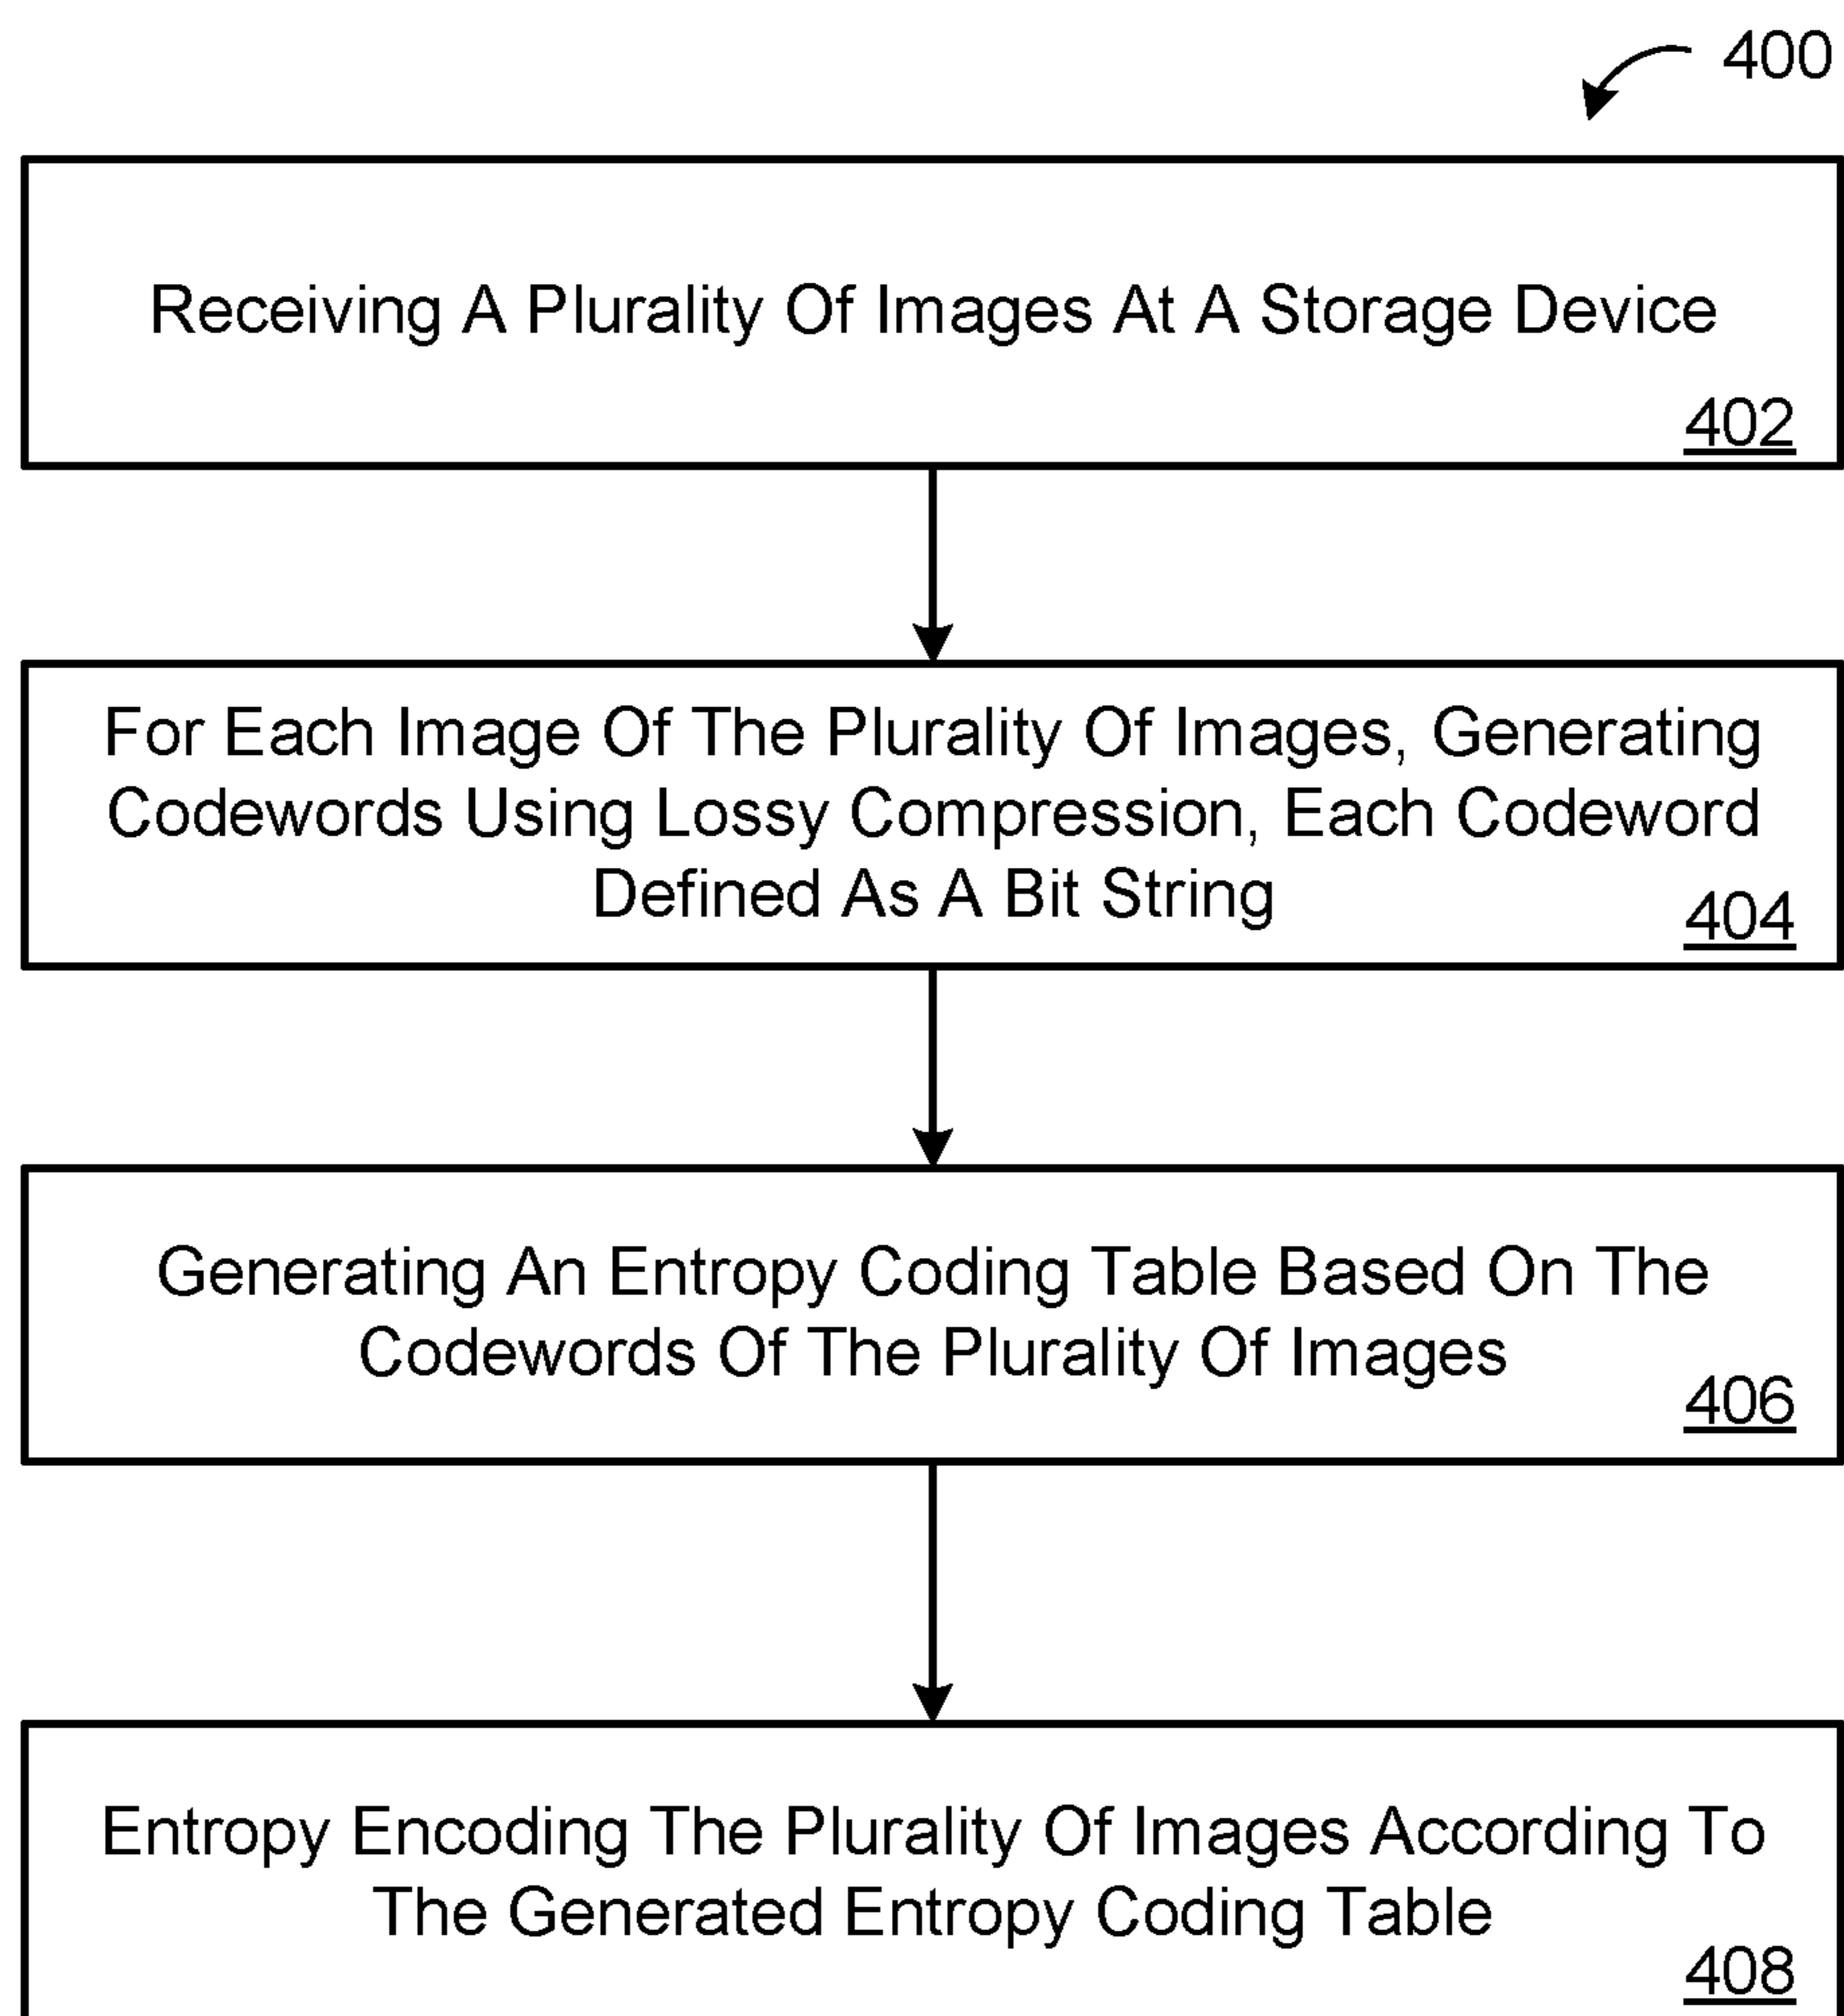 400
Receiving A Plurality Of Images At A Storage Device
402
For Each Image Of The Plurality Of Images, Generating
Codewords Using Lossy Compression, Each Codeword
Defined As A Bit String
404
Generating An Entropy Coding Table Based On The
Codewords Of The Plurality Of Images
406
Entropy Encoding The Plurality Of Images According To
The Generated Entropy Coding Table
408